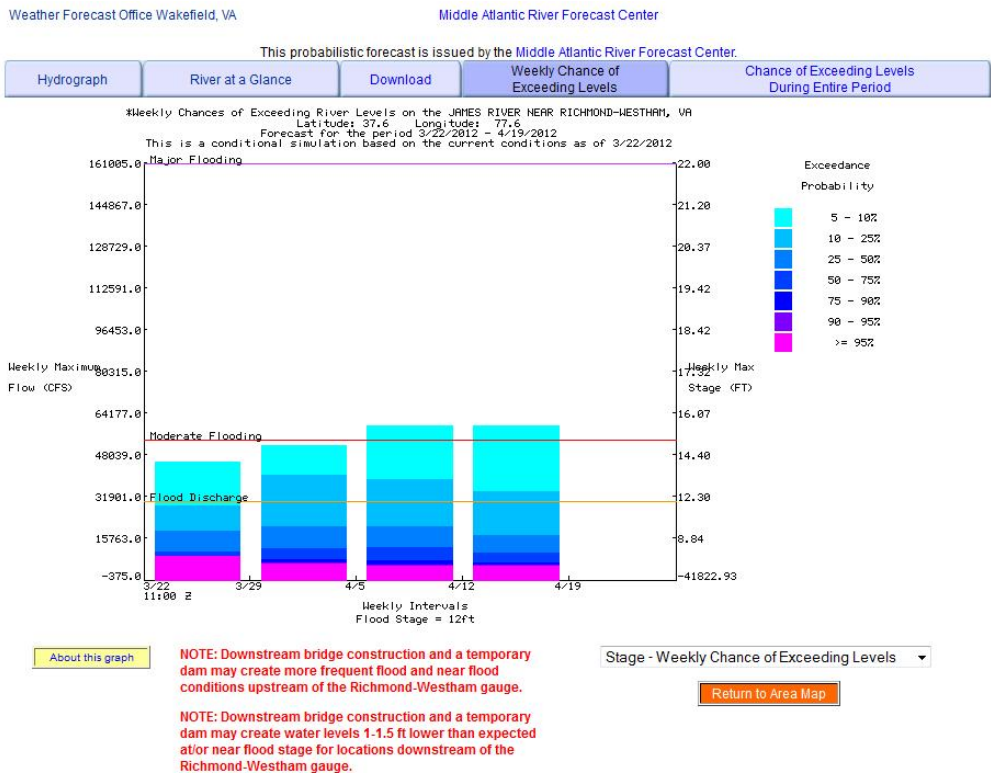 Weather Forecast Office Wakefield, VA
Middle Atlantic River Forecast Center
This probabilistic forecast is issued by the Middle Atlantic River Forecast Center.
Hydrograph
River at a Glance
Download
Weekly Chance of
Exceeding Levels
Chance of Exceeding Levels
During Entire Period
*Weekly Chances of Exceeding River Levels on the JAMES RIVER NEAR RICHMOND-WESTHAM, VA
Latitude: 37.6 Longitude: 77.6
Forecast for the period 3/22/2012 - 4/19/2012
This is a conditional simulation based on the current conditions as of 3/22/2012
161005.0
144867.0
128729.0
112591.0
96453.0
80315.0
64177.0
48039.0
31901.0
15763.0
-375.0
Weekly Maximum
Flow (CFS)
Major Flooding
Moderate Flooding
Flood Discharge
22.00
21.20
20.37
19.42
18.42
17.32
16.07
14.40
12.30
8.84
-41822.93
Weekly Max
Stage (FT)
Exceedance
Probability
5 - 10%
10 - 25%
25 - 50%
50 - 75%
75 - 90%
90 - 95%
>= 95%
3/22 3/29 4/5 4/12 4/19
11:00 Z
Weekly Intervals
Flood Stage = 12ft
About this graph
NOTE: Downstream bridge construction and a temporary
dam may create more frequent flood and near flood
conditions upstream of the Richmond-Westham gauge.
NOTE: Downstream bridge construction and a temporary
dam may create water levels 1-1.5 ft lower than expected
at/or near flood stage for locations downstream of the
Richmond-Westham gauge.
Stage - Weekly Chance of Exceeding Levels
Return to Area Map